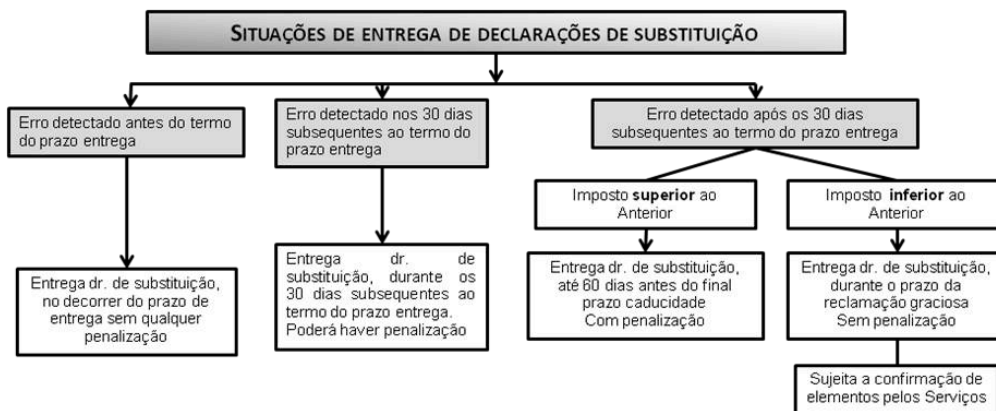 SITUAÇÕES DE ENTREGA DE DECLARAÇÕES DE SUBSTITUIÇÃO
Erro detectado antes do termo
do prazo entrega
Erro detectado nos 30 dias
subsequentes ao termo do
prazo entrega
Erro detectado após os 30 dias
subsequentes ao termo do prazo entrega
Imposto superior ao
Anterior
Imposto inferior ao
Anterior
Entrega dr. de substituição,
no decorrer do prazo de
entrega sem qualquer
penalização
Entrega dr. de
substituição, durante os
30 dias subsequentes ao
termo do prazo entrega.
Poderá haver penalização
Entrega dr. de substituição,
até 60 dias antes do final
prazo caducidade
Com penalização
Entrega dr. de substituição,
durante o prazo da
reclamação graciosa
Sem penalização
Sujeita a confirmação de
elementos pelos Serviços